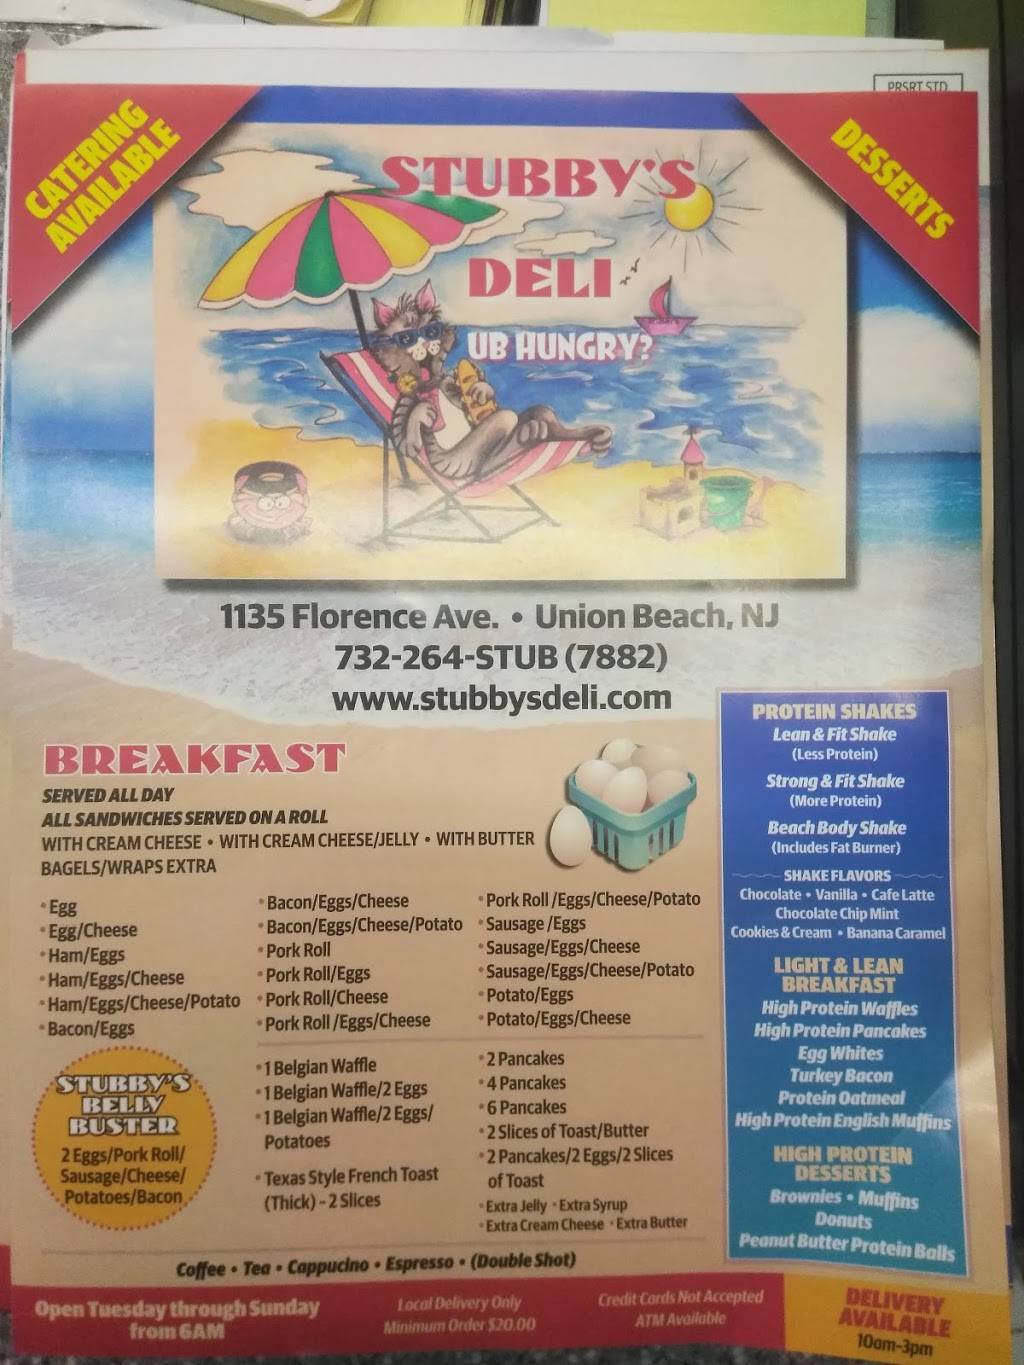 PRSRT STD
CATERING
AVAILABLE
DESSERTS
STUBBY'S
DELI
UB HUNGRY?
1135 Florence Ave. • Union Beach, NJ
732-264-STUB (7882)
www.stubbysdeli.com
BREAKFAST
SERVED ALL DAY
ALL SANDWICHES SERVED ON A ROLL
WITH CREAM CHEESE • WITH CREAM CHEESE/JELLY • WITH BUTTER
BAGELS/WRAPS EXTRA
• Egg
• Egg/Cheese
• Ham/Eggs
• Ham/Eggs/Cheese
• Ham/Eggs/Cheese/Potato
• Bacon/Eggs
• Bacon/Eggs/Cheese
• Bacon/Eggs/Cheese/Potato
• Pork Roll
• Pork Roll/Eggs
• Pork Roll/Cheese
• Pork Roll /Eggs/Cheese
• Pork Roll /Eggs/Cheese/Potato
• Sausage /Eggs
• Sausage/Eggs/Cheese
• Sausage/Eggs/Cheese/Potato
• Potato/Eggs
• Potato/Eggs/Cheese
STUBBY'S
BELLY
BUSTER
2 Eggs/Pork Roll/
Sausage/Cheese/
Potatoes/Bacon
• 1 Belgian Waffle
• 1 Belgian Waffle/2 Eggs
• 1 Belgian Waffle/2 Eggs/
Potatoes
• Texas Style French Toast
(Thick) - 2 Slices
• 2 Pancakes
• 4 Pancakes
• 6 Pancakes
• 2 Slices of Toast/Butter
• 2 Pancakes/2 Eggs/2 Slices
of Toast
• Extra Jelly • Extra Syrup
• Extra Cream Cheese • Extra Butter
Coffee • Tea • Cappucino • Espresso • (Double Shot)
PROTEIN SHAKES
Lean & Fit Shake
(Less Protein)
Strong & Fit Shake
(More Protein)
Beach Body Shake
(Includes Fat Burner)
SHAKE FLAVORS
Chocolate • Vanilla • Cafe Latte
Chocolate Chip Mint
Cookies & Cream • Banana Caramel
LIGHT & LEAN
BREAKFAST
High Protein Waffles
High Protein Pancakes
Egg Whites
Turkey Bacon
Protein Oatmeal
High Protein English Muffins
HIGH PROTEIN
DESSERTS
Brownies • Muffins
Donuts
Peanut Butter Protein Balls
Open Tuesday through Sunday
from 6AM
Local Delivery Only
Minimum Order $20.00
Credit Cards Not Accepted
ATM Available
DELIVERY
AVAILABLE
10am-3pm